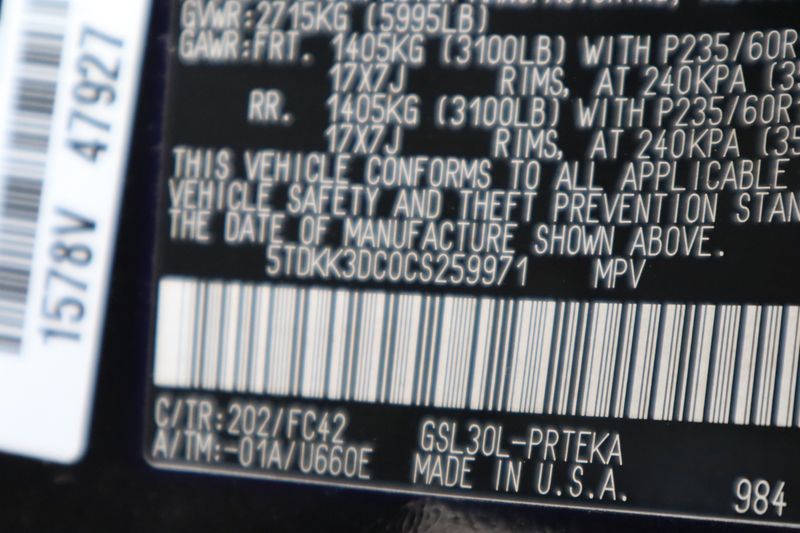 GVWR:2715KG (5995LB)
GAWR:FRT. 1405KG (3100LB) WITH P235/60R
17X7J RIMS, AT 240KPA (35
RR. 1405KG (3100LB) WITH P235/60R
17X7J RIMS, AT 240KPA (35
THIS VEHICLE CONFORMS TO ALL APPLICABLE
VEHICLE SAFETY AND THEFT PREVENTION STAN
THE DATE OF MANUFACTURE SHOWN ABOVE.
5TDKK3DC0CS259971 MPV
C/TR:202/FC42
A/TM:-01A/U660E
GSL30L-PRTEKA
MADE IN U.S.A.
984
1578V 47927